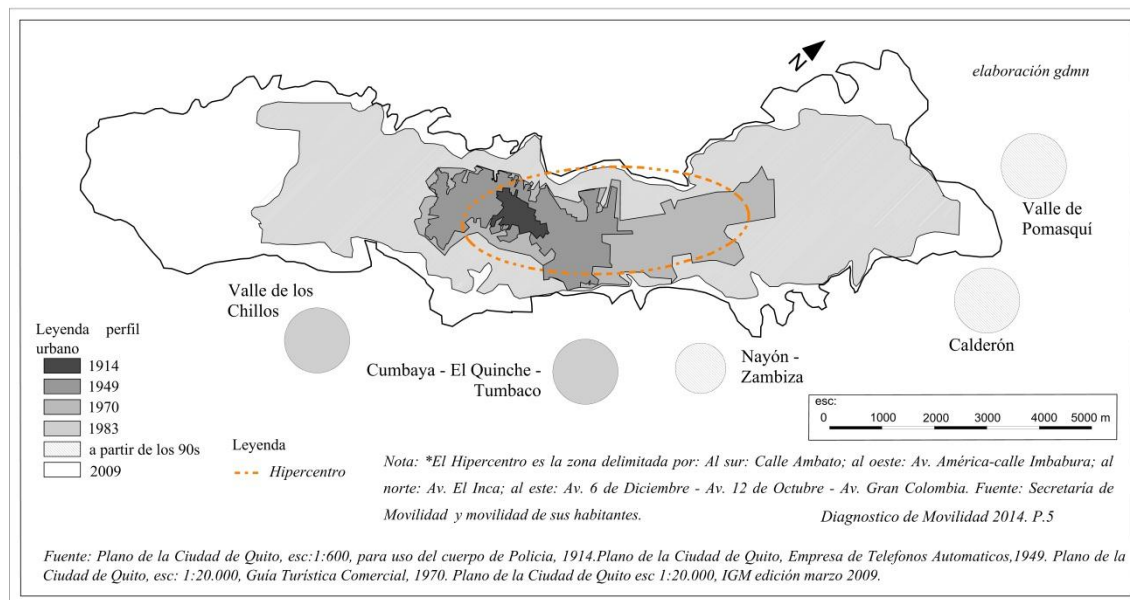 N
elaboración gdmn
Valle de
Pomasquí
Valle de los
Chillos
Calderón
Cumbaya - El Quinche -
Tumbaco
Nayón -
Zambiza
Leyenda perfil
urbano
1914
1949
1970
1983
a partir de los 90s
2009
Leyenda
Hipercentro
esc:
0 1000 2000 3000 4000 5000 m
Nota: *El Hipercentro es la zona delimitada por: Al sur: Calle Ambato; al oeste: Av. América-calle Imbabura; al
norte: Av. El Inca; al este: Av. 6 de Diciembre - Av. 12 de Octubre - Av. Gran Colombia. Fuente: Secretaría de
Movilidad y movilidad de sus habitantes. Diagnostico de Movilidad 2014. P.5
Fuente: Plano de la Ciudad de Quito, esc:1:600, para uso del cuerpo de Policia, 1914.Plano de la Ciudad de Quito, Empresa de Telefonos Automaticos,1949. Plano de la
Ciudad de Quito, esc: 1:20.000, Guía Turística Comercial, 1970. Plano de la Ciudad de Quito esc 1:20.000, IGM edición marzo 2009.